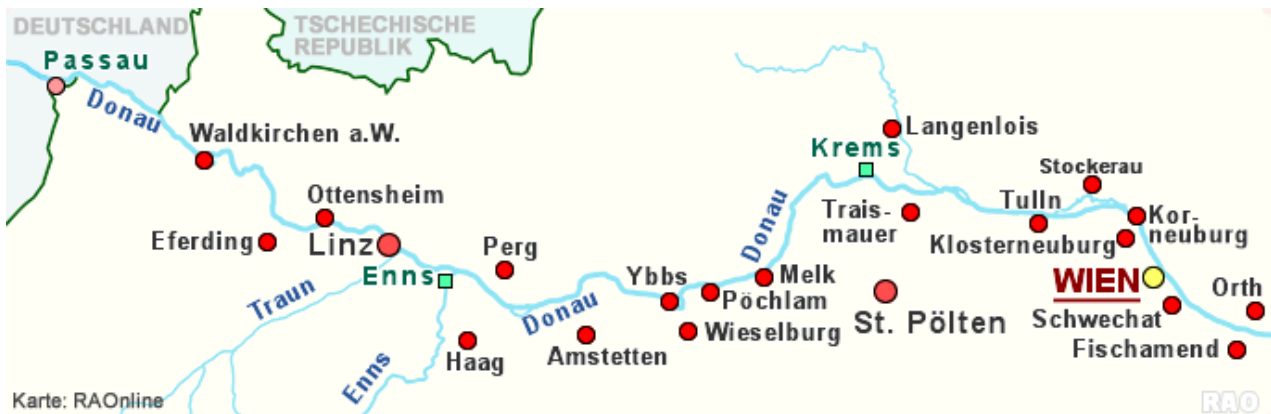 DEUTSCHLAND
TSCHECHISCHE
REPUBLIK
Passau
Donau
Waldkirchen a.W.
Langenlois
Krems
Stockerau
Ottensheim
Tulln
Kor-
neuburg
Trais-
mauer
Eferding
Linz
Perg
Donau
Klosterneuburg
Enns
Ybbs
Melk
WIEN
Orth
Traun
Donau
Pöchlam
St. Pölten
Schwechat
Wieselburg
Haag
Amstetten
Fischamend
Enns
Karte: RAOnline
RAO